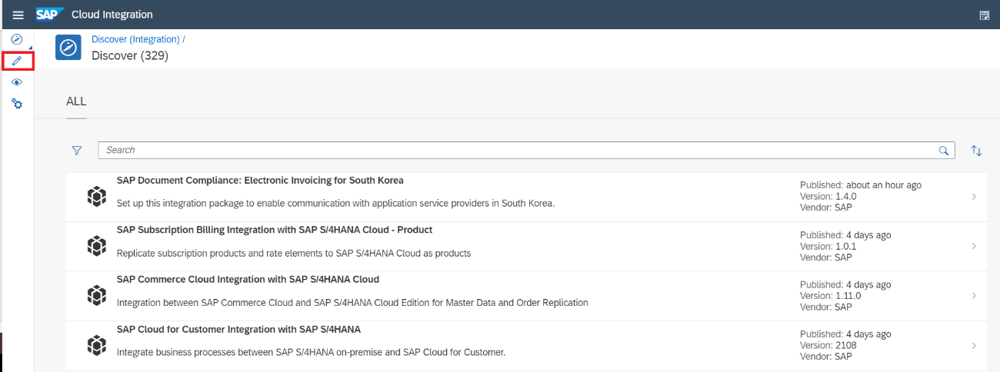 SAP Cloud Integration
Discover (Integration) /
Discover (329)
ALL
Search
SAP Document Compliance: Electronic Invoicing for South Korea
Set up this integration package to enable communication with application service providers in South Korea.
Published: about an hour ago
Version: 1.4.0
Vendor: SAP
SAP Subscription Billing Integration with SAP S/4HANA Cloud - Product
Replicate subscription products and rate elements to SAP S/4HANA Cloud as products
Published: 4 days ago
Version: 1.0.1
Vendor: SAP
SAP Commerce Cloud Integration with SAP S/4HANA Cloud
Integration between SAP Commerce Cloud and SAP S/4HANA Cloud Edition for Master Data and Order Replication
Published: 4 days ago
Version: 1.11.0
Vendor: SAP
SAP Cloud for Customer Integration with SAP S/4HANA
Integrate business processes between SAP S/4HANA on-premise and SAP Cloud for Customer.
Published: 4 days ago
Version: 2108
Vendor: SAP